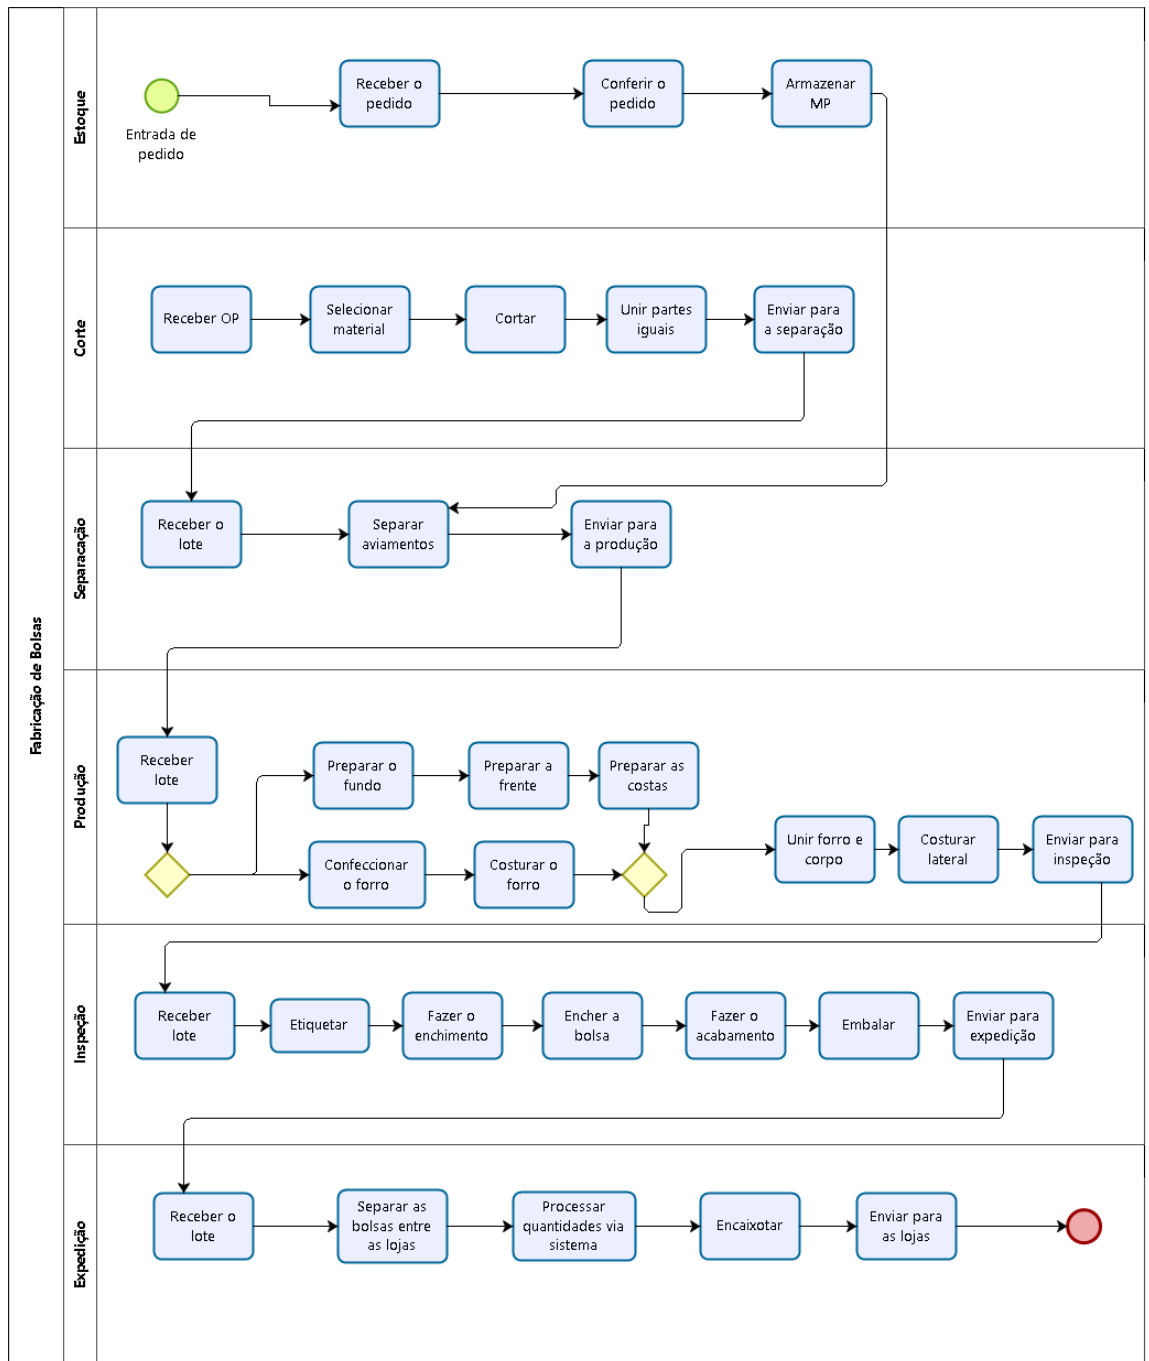 Fabricação de Bolsas
Estoque
Entrada de
pedido
Receber o
pedido
Conferir o
pedido
Armazenar
MP
Corte
Receber OP
Selecionar
material
Cortar
Unir partes
iguais
Enviar para
a separação
Separacação
Receber o
lote
Separar
aviamentos
Enviar para
a produção
Produção
Receber
lote
Preparar o
fundo
Preparar a
frente
Preparar as
costas
Confeccionar
o forro
Costurar o
forro
Unir forro e
corpo
Costurar
lateral
Enviar para
inspeção
Inspeção
Receber
lote
Etiquetar
Fazer o
enchimento
Encher a
bolsa
Fazer o
acabamento
Embalar
Enviar para
expedição
Expedição
Receber o
lote
Separar as
bolsas entre
as lojas
Processar
quantidades via
sistema
Encaixotar
Enviar para
as lojas